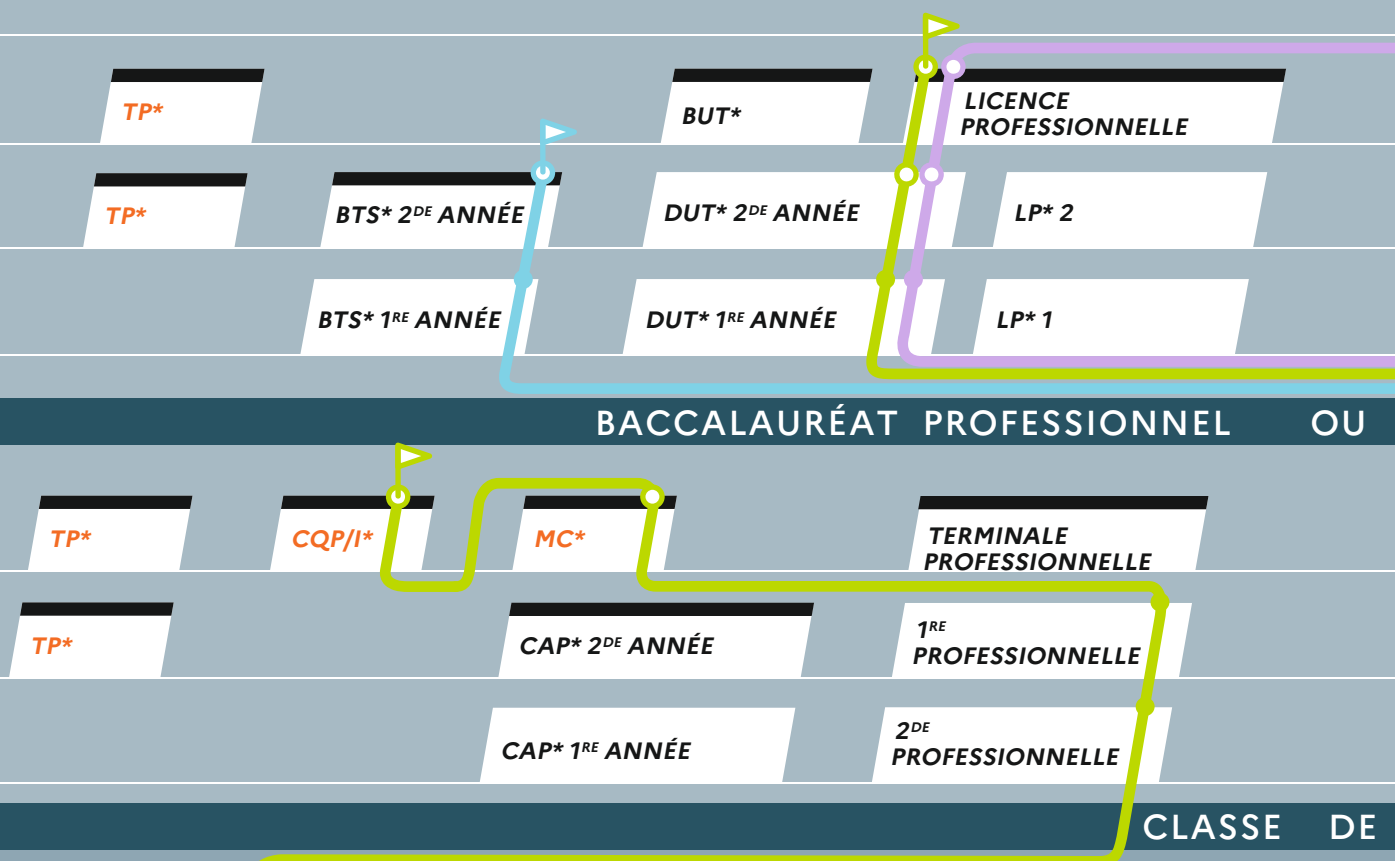 TP*
BUT*
LICENCE
PROFESSIONNELLE
TP*
BTS* 2DE ANNÉE
DUT* 2DE ANNÉE
LP* 2
BTS* 1RE ANNÉE
DUT* 1RE ANNÉE
LP* 1
BACCALAURÉAT PROFESSIONNEL OU
TP*
CQP/I*
MC*
TERMINALE
PROFESSIONNELLE
TP*
CAP* 2DE ANNÉE
1RE
PROFESSIONNELLE
CAP* 1RE ANNÉE
2DE
PROFESSIONNELLE
CLASSE DE